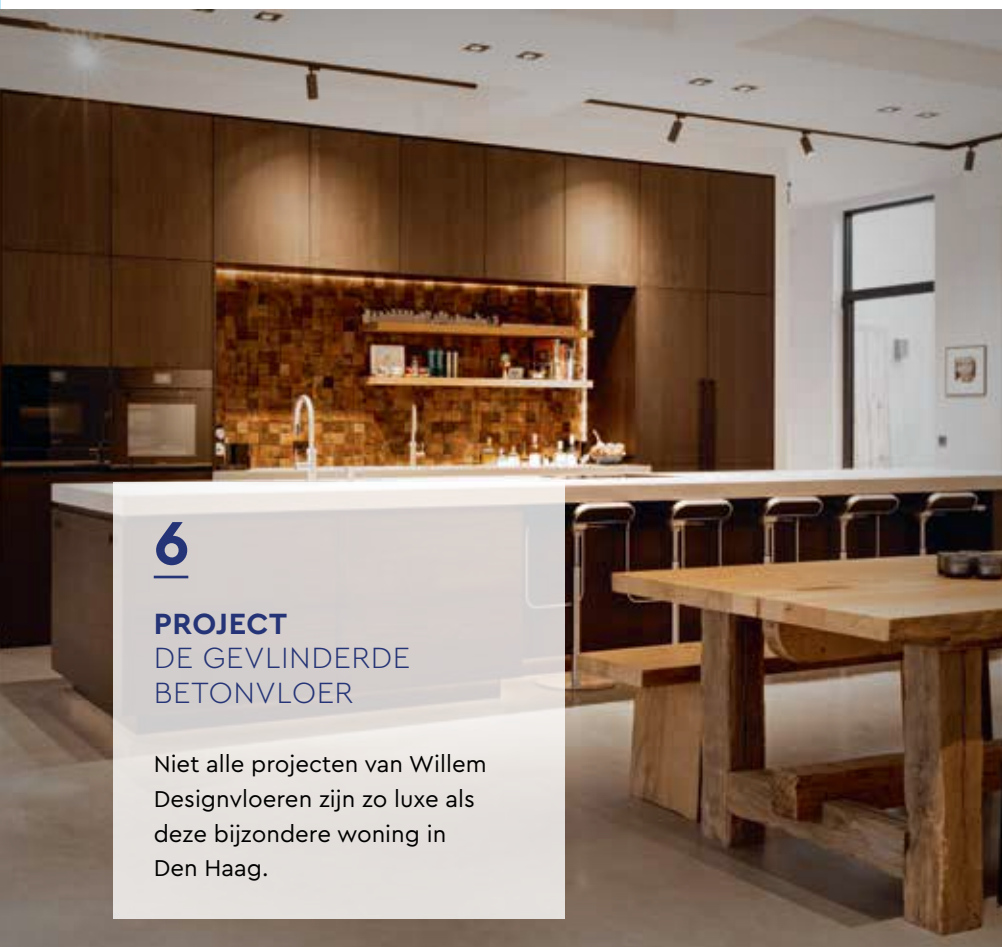 6
PROJECT
DE GEVLINDERDE
BETONVLOER
Niet alle projecten van Willem
Designvloeren zijn zo luxe als
deze bijzondere woning in
Den Haag.